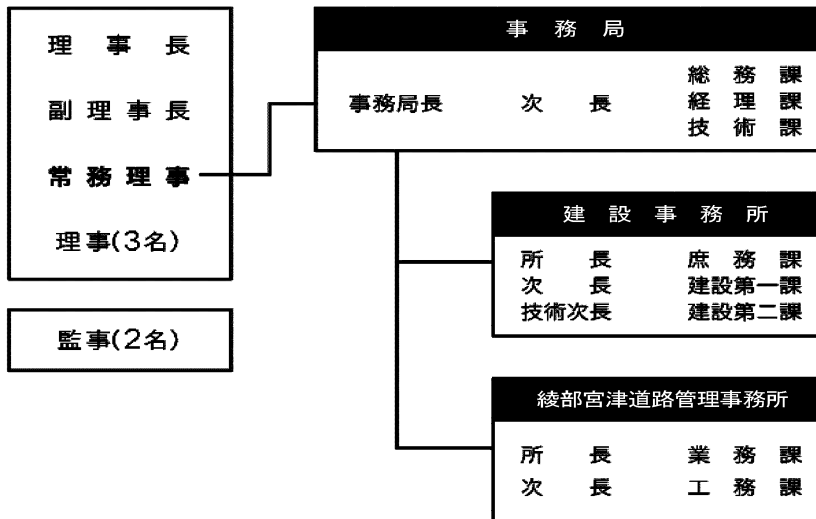 理事長
副理事長
常務理事
理事(3名)
監事(2名)
事務局
事務局長 次長 総務課
経理課
技術課
建設事務所
所長 庶務課
次長 建設第一課
技術次長 建設第二課
綾部宮津道路管理事務所
所長 業務課
次長 工務課